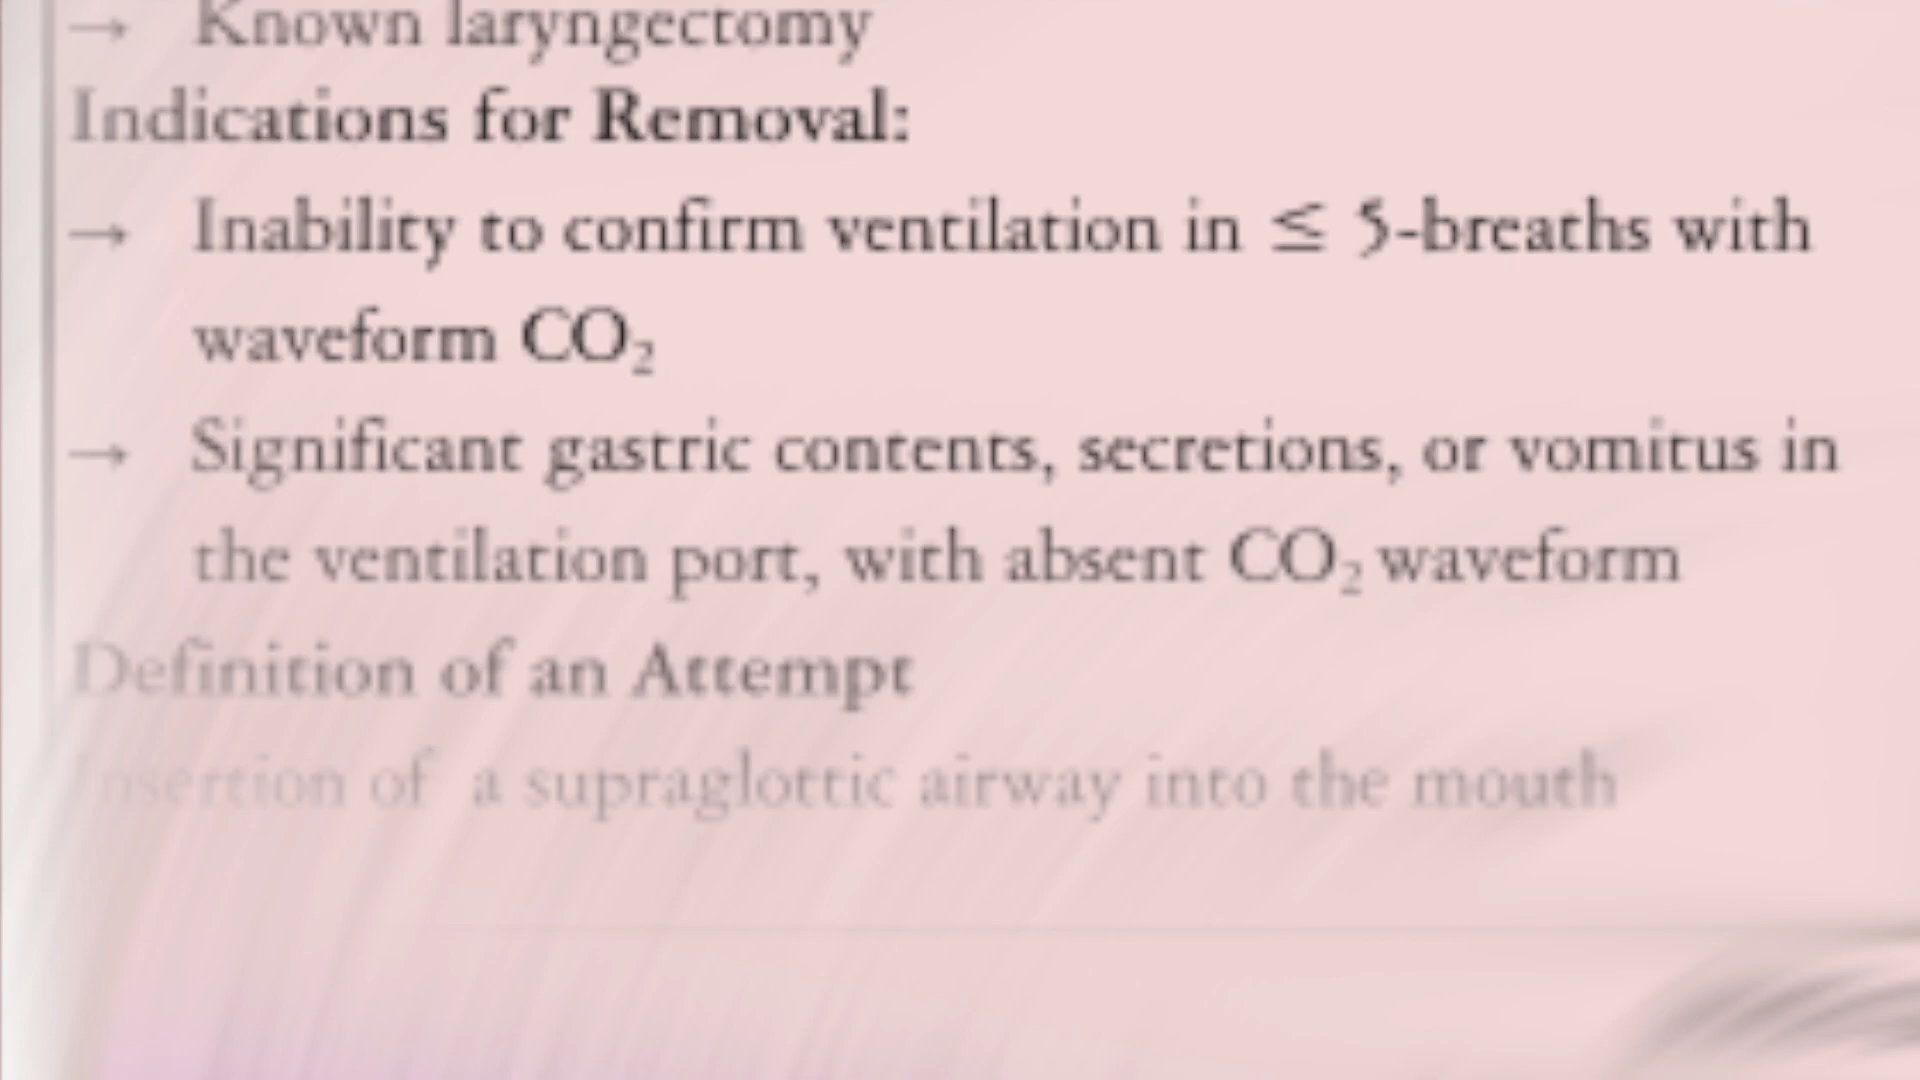 → Known laryngectomy
Indications for Removal:
→ Inability to confirm ventilation in ≤ 5-breaths with
waveform CO₂
→ Significant gastric contents, secretions, or vomitus in
the ventilation port, with absent CO₂ waveform
Definition of an Attempt
Insertion of a supraglottic airway into the mouth